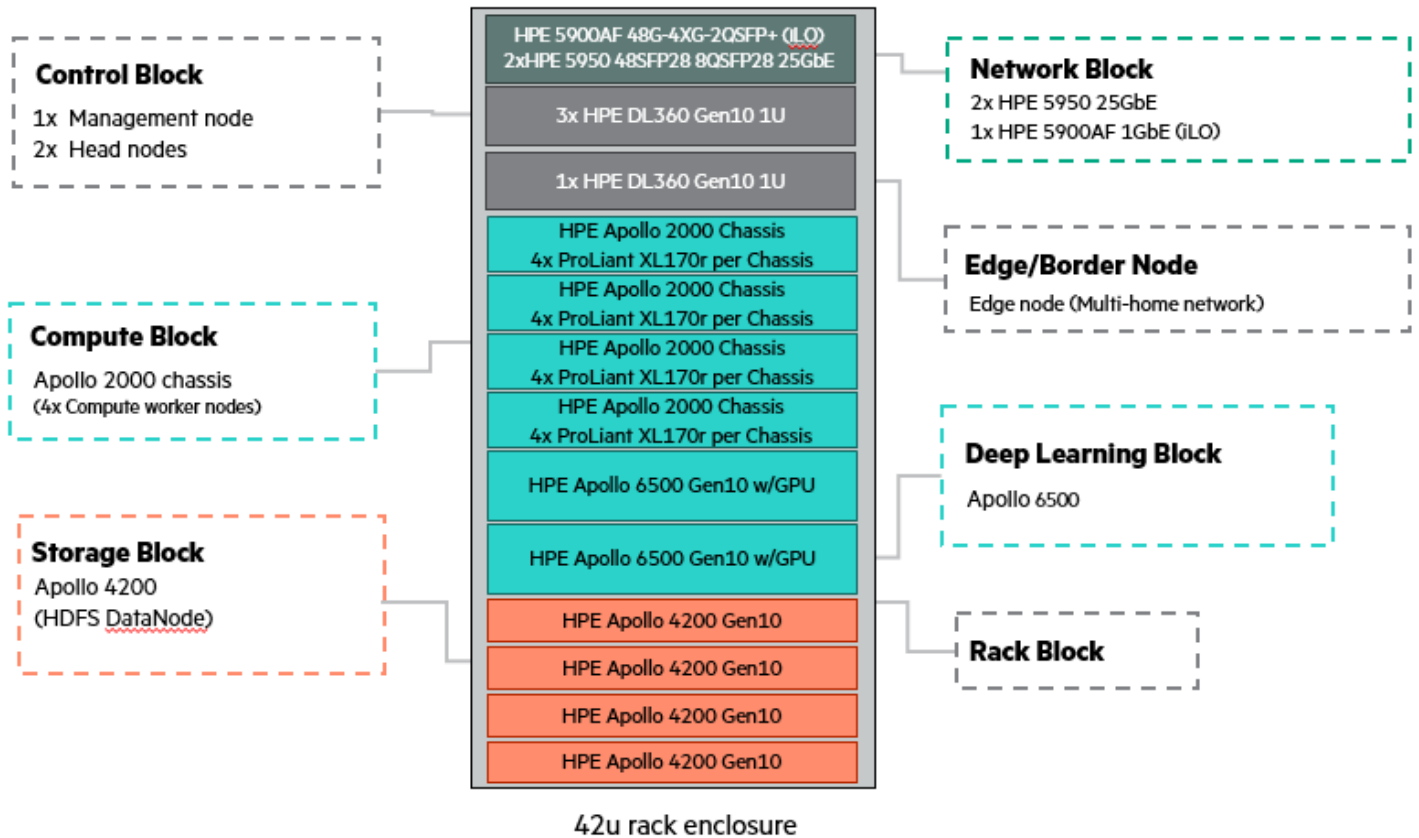 Control Block
1x Management node
2x Head nodes
Compute Block
Apollo 2000 chassis
(4x Compute worker nodes)
Storage Block
Apollo 4200
(HDFS DataNode)
HPE 5900AF 48G-4XG-2QSFP+ (iLO)
2xHPE 5950 48SFP28 8QSFP28 25GbE
3x HPE DL360 Gen10 1U
1x HPE DL360 Gen10 1U
HPE Apollo 2000 Chassis
4x ProLiant XL170r per Chassis
HPE Apollo 2000 Chassis
4x ProLiant XL170r per Chassis
HPE Apollo 2000 Chassis
4x ProLiant XL170r per Chassis
HPE Apollo 2000 Chassis
4x ProLiant XL170r per Chassis
HPE Apollo 6500 Gen10 w/GPU
HPE Apollo 6500 Gen10 w/GPU
HPE Apollo 4200 Gen10
HPE Apollo 4200 Gen10
HPE Apollo 4200 Gen10
HPE Apollo 4200 Gen10
42u rack enclosure
Network Block
2x HPE 5950 25GbE
1x HPE 5900AF 1GbE (iLO)
Edge/Border Node
Edge node (Multi-home network)
Deep Learning Block
Apollo 6500
Rack Block